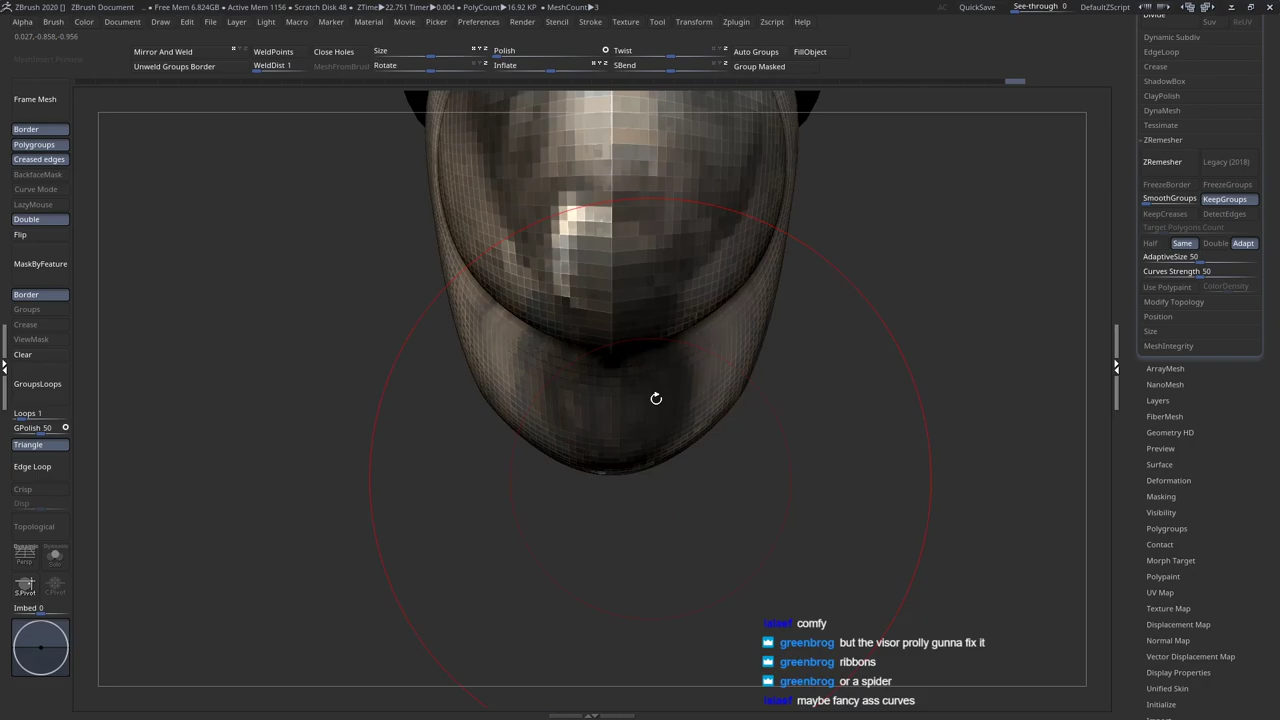 ZBrush 2020 [] ZBrush Document • Free Mem 6.824GB • Active Mem 1156 • Scratch Disk 48 • ZTime▸22.751 Timer▸0.004 • PolyCount▸16.92 KP • MeshCount▸3
AC QuickSave See-through 0 DefaultZScript
Alpha Brush Color Document Draw Edit File Layer Light Macro Marker Material Movie Picker Preferences Render Stencil Stroke Texture Tool Transform Zplugin Zscript Help
0.027,-0.858,-0.956
Mirror And Weld WeldPoints Close Holes Size Polish Twist Auto Groups FillObject
Unweld Groups Border WeldDist 1 MeshFromBrush Rotate Inflate SBend Group Masked
Frame Mesh
Border
Polygroups
Creased edges
BackfaceMask
Curve Mode
LazyMouse
Double
Flip
MaskByFeature
Border
Groups
Crease
ViewMask
Clear
GroupsLoops
Loops 1
GPolish 50
Triangle
Edge Loop
Crisp
Disp
Topological
Dynamic
Persp
Solo
S.Pivot C.Pivot
Imbed 0
Divide Suv ReUV
Dynamic Subdiv
EdgeLoop
Crease
ShadowBox
ClayPolish
DynaMesh
Tessimate
ZRemesher
ZRemesher Legacy (2018)
FreezeBorder FreezeGroups
SmoothGroups KeepGroups
KeepCreases DetectEdges
Target Polygons Count
Half Same Double Adapt
AdaptiveSize 50
Curves Strength 50
Use Polypaint ColorDensity
Modify Topology
Position
Size
MeshIntegrity
ArrayMesh
NanoMesh
Layers
FiberMesh
Geometry HD
Preview
Surface
Deformation
Masking
Visibility
Polygroups
Contact
Morph Target
Polypaint
UV Map
Texture Map
Displacement Map
Normal Map
Vector Displacement Map
Display Properties
Unified Skin
Initialize
Import
comfy
greenbrog but the visor prolly gunna fix it
greenbrog ribbons
greenbrog or a spider
maybe fancy ass curves